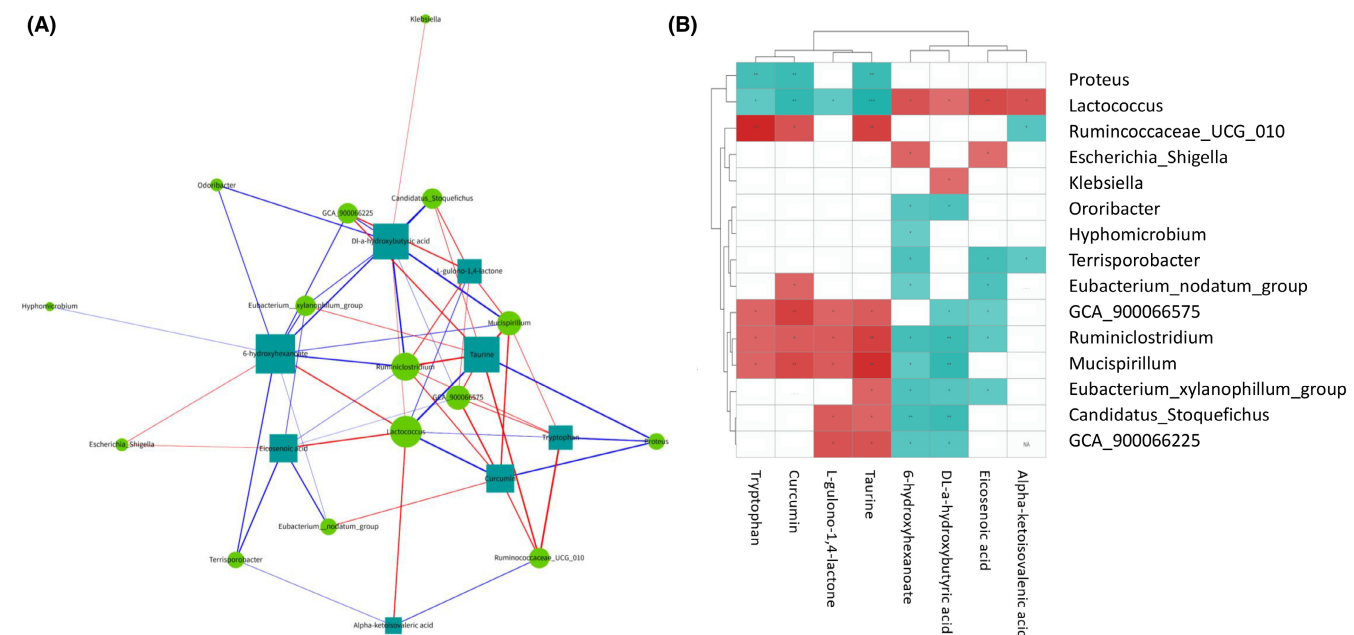 (A)
(B)
Klebsiella
Odoribacter
Candidatus_Stoquefichus
GCA_900066225
Dl-a-hydroxybutyric acid
L-gulono-1,4-lactone
Hyphomicrobium
Eubacterium__xylanophilum_group
Mucispirillum
6-hydroxyhexanoate
Taurine
Ruminiclostridium
GCA_900066575
Lactococcus
Escherichia_Shigella
Eicosenoic acid
Tryptophan
Proteus
Curcumin
Eubacterium__nodatum_group
Terrisporobacter
Ruminococcaceae_UCG_010
Alpha-ketoisovaleric acid
Proteus
Lactococcus
Rumincoccaceae_UCG_010
Escherichia_Shigella
Klebsiella
Ororibacter
Hyphomicrobium
Terrisporobacter
Eubacterium_nodatum_group
GCA_900066575
Ruminiclostridium
Mucispirillum
Eubacterium_xylanophillum_group
Candidatus_Stoquefichus
GCA_900066225
NA
Tryptophan
Curcumin
L-gulono-1,4-lactone
Taurine
6-hydroxyhexanoate
DL-a-hydroxybutyric acid
Eicosenoic acid
Alpha-ketoisovalenic acid